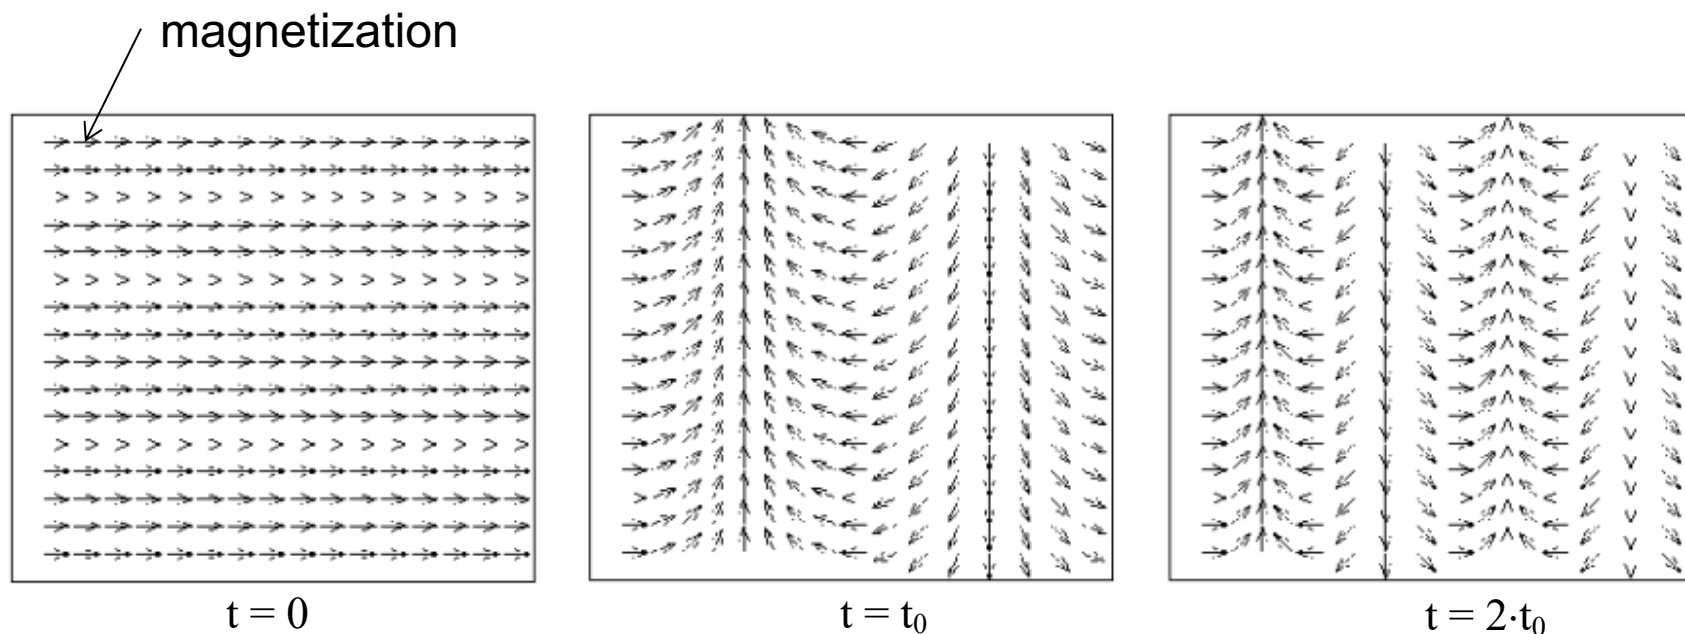 magnetization
t = 0
t = t₀
t = 2·t₀